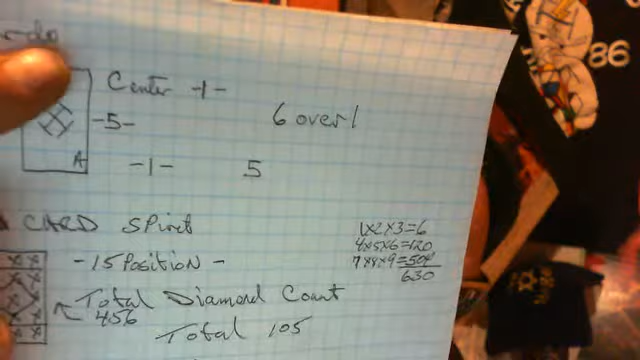 Center -1-
-5-
6 over 1
A
-1-
5
CARD SPirit
1x2x3=6
4x5x6=120
7x8x9=504
630
-15 Position-
Total Diamond Count
456
Total 105
86